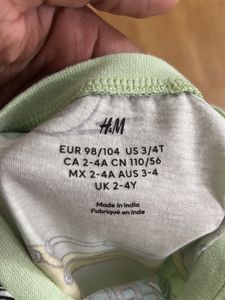 H&M
EUR 98/104 US 3/4T
CA 2-4A CN 110/56
MX 2-4A AUS 3-4
UK 2-4Y
Made in India
Fabriqué en Inde